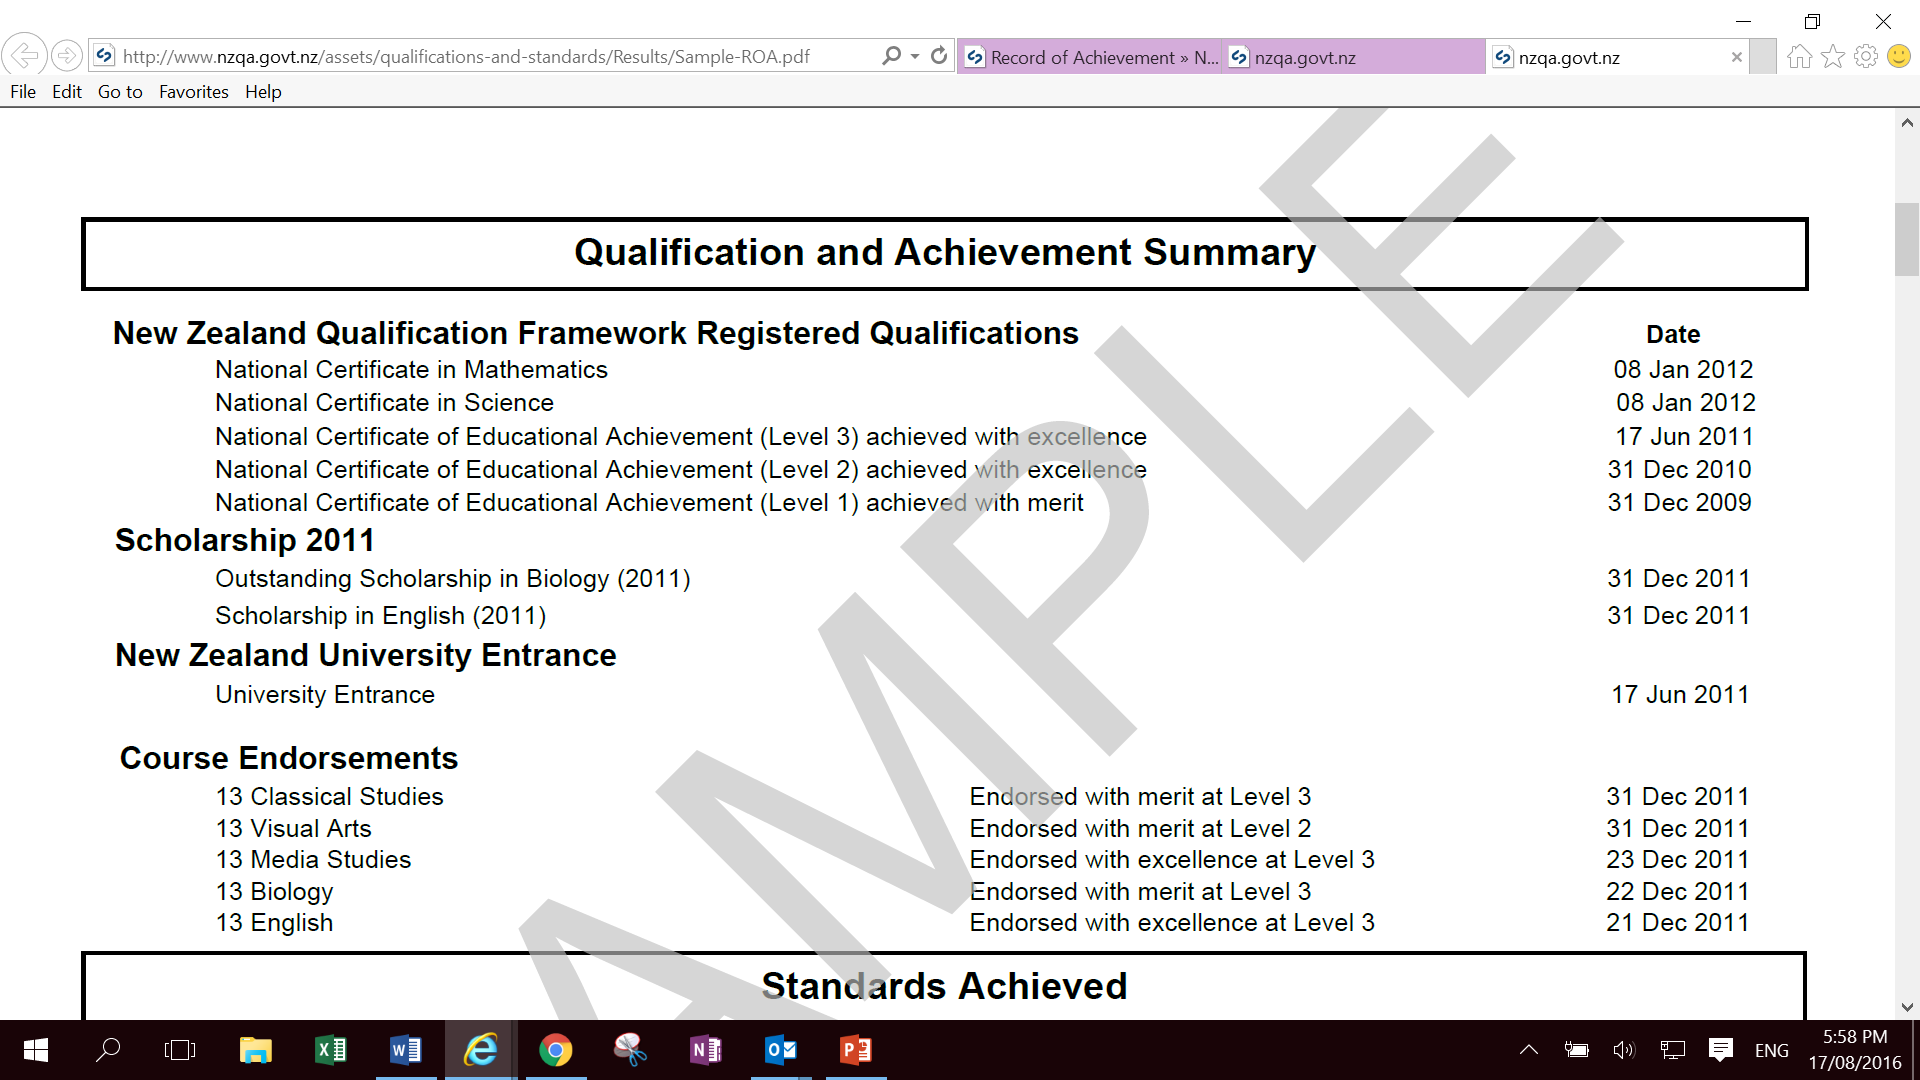 http://www.nzqa.govt.nz/assets/qualifications-and-standards/Results/Sample-ROA.pdf
Record of Achievement » N...
nzqa.govt.nz
nzqa.govt.nz
File Edit Go to Favorites Help
Qualification and Achievement Summary
New Zealand Qualification Framework Registered Qualifications Date
National Certificate in Mathematics 08 Jan 2012
National Certificate in Science 08 Jan 2012
National Certificate of Educational Achievement (Level 3) achieved with excellence 17 Jun 2011
National Certificate of Educational Achievement (Level 2) achieved with excellence 31 Dec 2010
National Certificate of Educational Achievement (Level 1) achieved with merit 31 Dec 2009
Scholarship 2011
Outstanding Scholarship in Biology (2011) 31 Dec 2011
Scholarship in English (2011) 31 Dec 2011
New Zealand University Entrance
University Entrance 17 Jun 2011
Course Endorsements
13 Classical Studies Endorsed with merit at Level 3 31 Dec 2011
13 Visual Arts Endorsed with merit at Level 2 31 Dec 2011
13 Media Studies Endorsed with excellence at Level 3 23 Dec 2011
13 Biology Endorsed with merit at Level 3 22 Dec 2011
13 English Endorsed with excellence at Level 3 21 Dec 2011
Standards Achieved
AMPLE
ENG
5:58 PM
17/08/2016